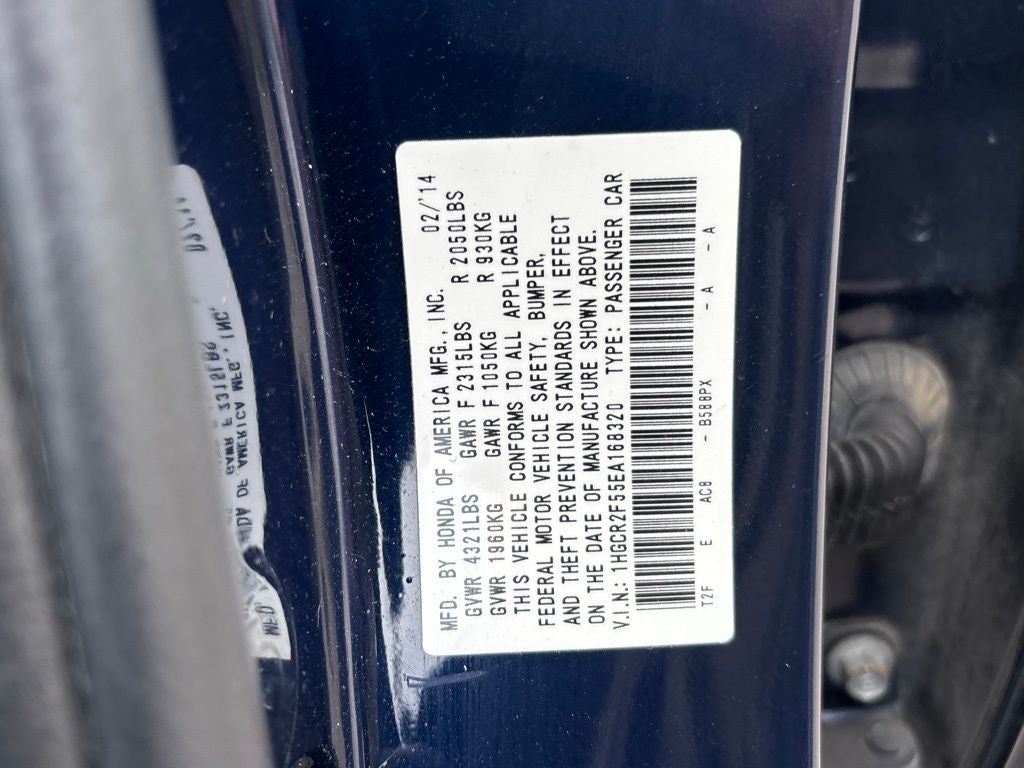 MFD. BY HONDA OF AMERICA MFG., INC. 02/'14
GVWR 4321LBS GAWR F 2315LBS R 2050LBS
GVWR 1960KG GAWR F 1050KG R 930KG
THIS VEHICLE CONFORMS TO ALL APPLICABLE
FEDERAL MOTOR VEHICLE SAFETY, BUMPER,
AND THEFT PREVENTION STANDARDS IN EFFECT
ON THE DATE OF MANUFACTURE SHOWN ABOVE.
V.I.N.: 1HGCR2F55EA168320 TYPE: PASSENGER CAR
T2F E AC8 - B588PX -A - A